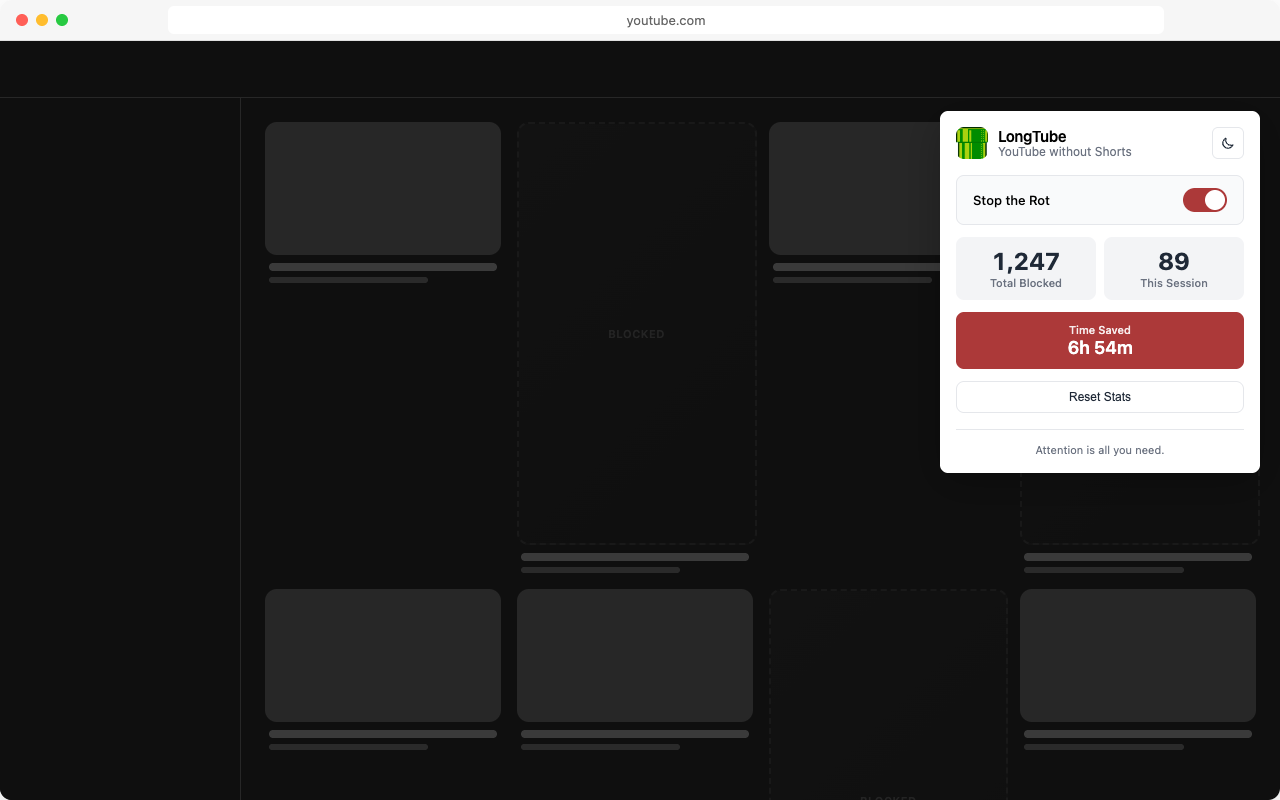 youtube.com
LongTube
YouTube without Shorts
Stop the Rot
1,247
Total Blocked
89
This Session
Time Saved
6h 54m
Reset Stats
Attention is all you need.
BLOCKED
BLOCKED